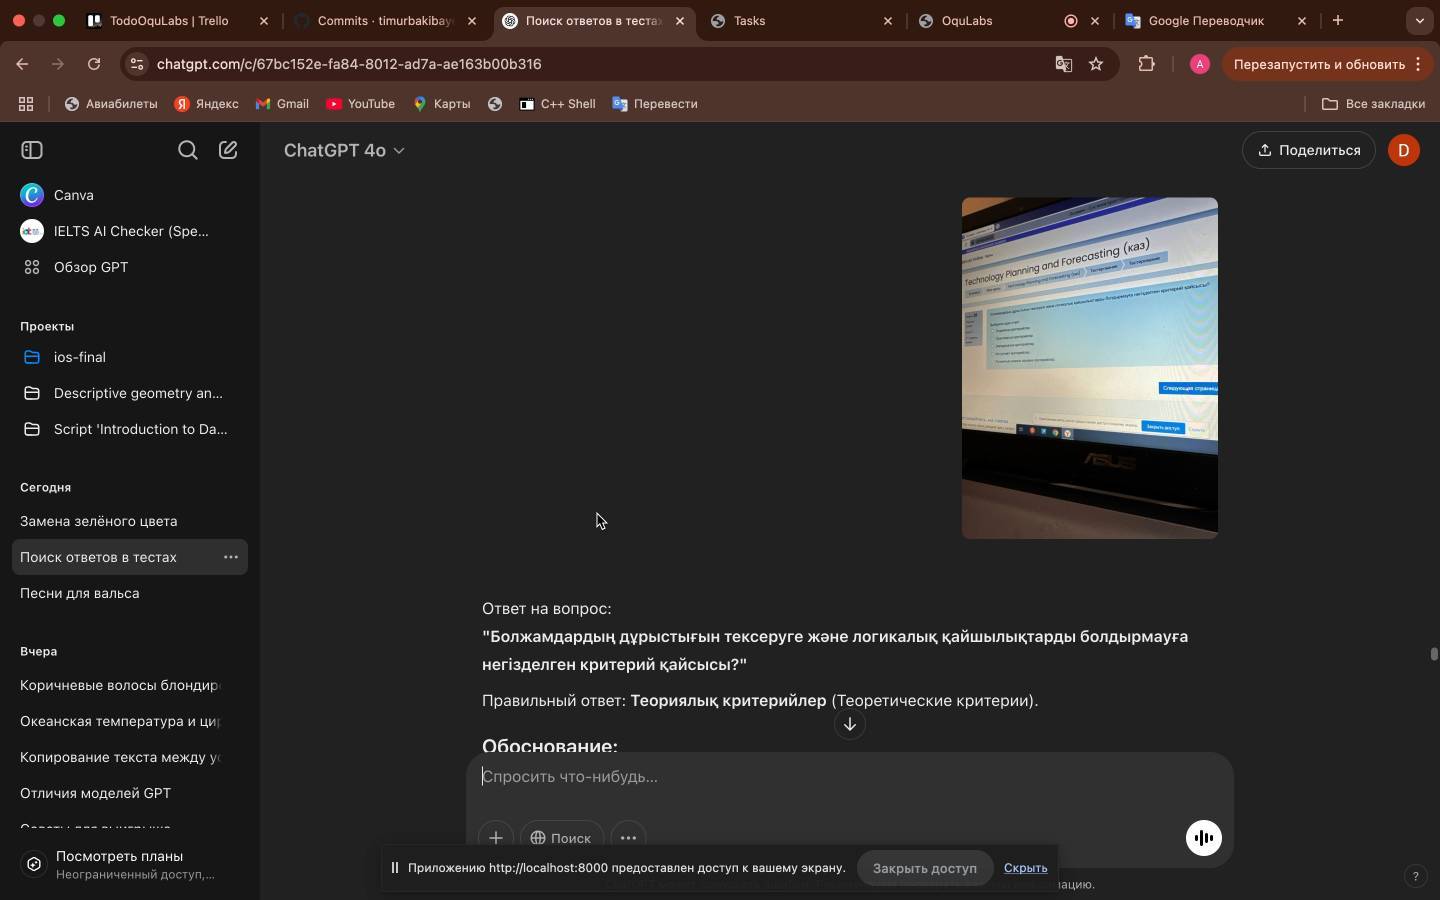 TodoOquLabs | Trello
Commits · timurbakibay
Поиск ответов в тестах
Tasks
OquLabs
Google Переводчик
chatgpt.com/c/67bc152e-fa84-8012-ad7a-ae163b00b316
A
Перезапустить и обновить
Авиабилеты
Яндекс
Gmail
YouTube
Карты
C++ Shell
Перевести
Все закладки
ChatGPT 4o
Поделиться
D
Canva
IELTS AI Checker (Spe...
Обзор GPT
Проекты
ios-final
Descriptive geometry an...
Script 'Introduction to Da...
Сегодня
Замена зелёного цвета
Поиск ответов в тестах
Песни для вальса
Вчера
Коричневые волосы блондир
Океанская температура и ци
Копирование текста между у
Отличия моделей GPT
Посмотреть планы
Неограниченный доступ,...
Technology Planning and Forecasting (каз)
Следующая страница
Закрыть доступ
ASUS
Ответ на вопрос:
"Болжамдардың дұрыстығын тексеруге және логикалық қайшылықтарды болдырмауға
негізделген критерий қайсысы?"
Правильный ответ: Теориялық критерийлер (Теоретические критерии).
Обоснование:
Спросить что-нибудь...
Поиск
Приложению http://localhost:8000 предоставлен доступ к вашему экрану.
Закрыть доступ
Скрыть
?